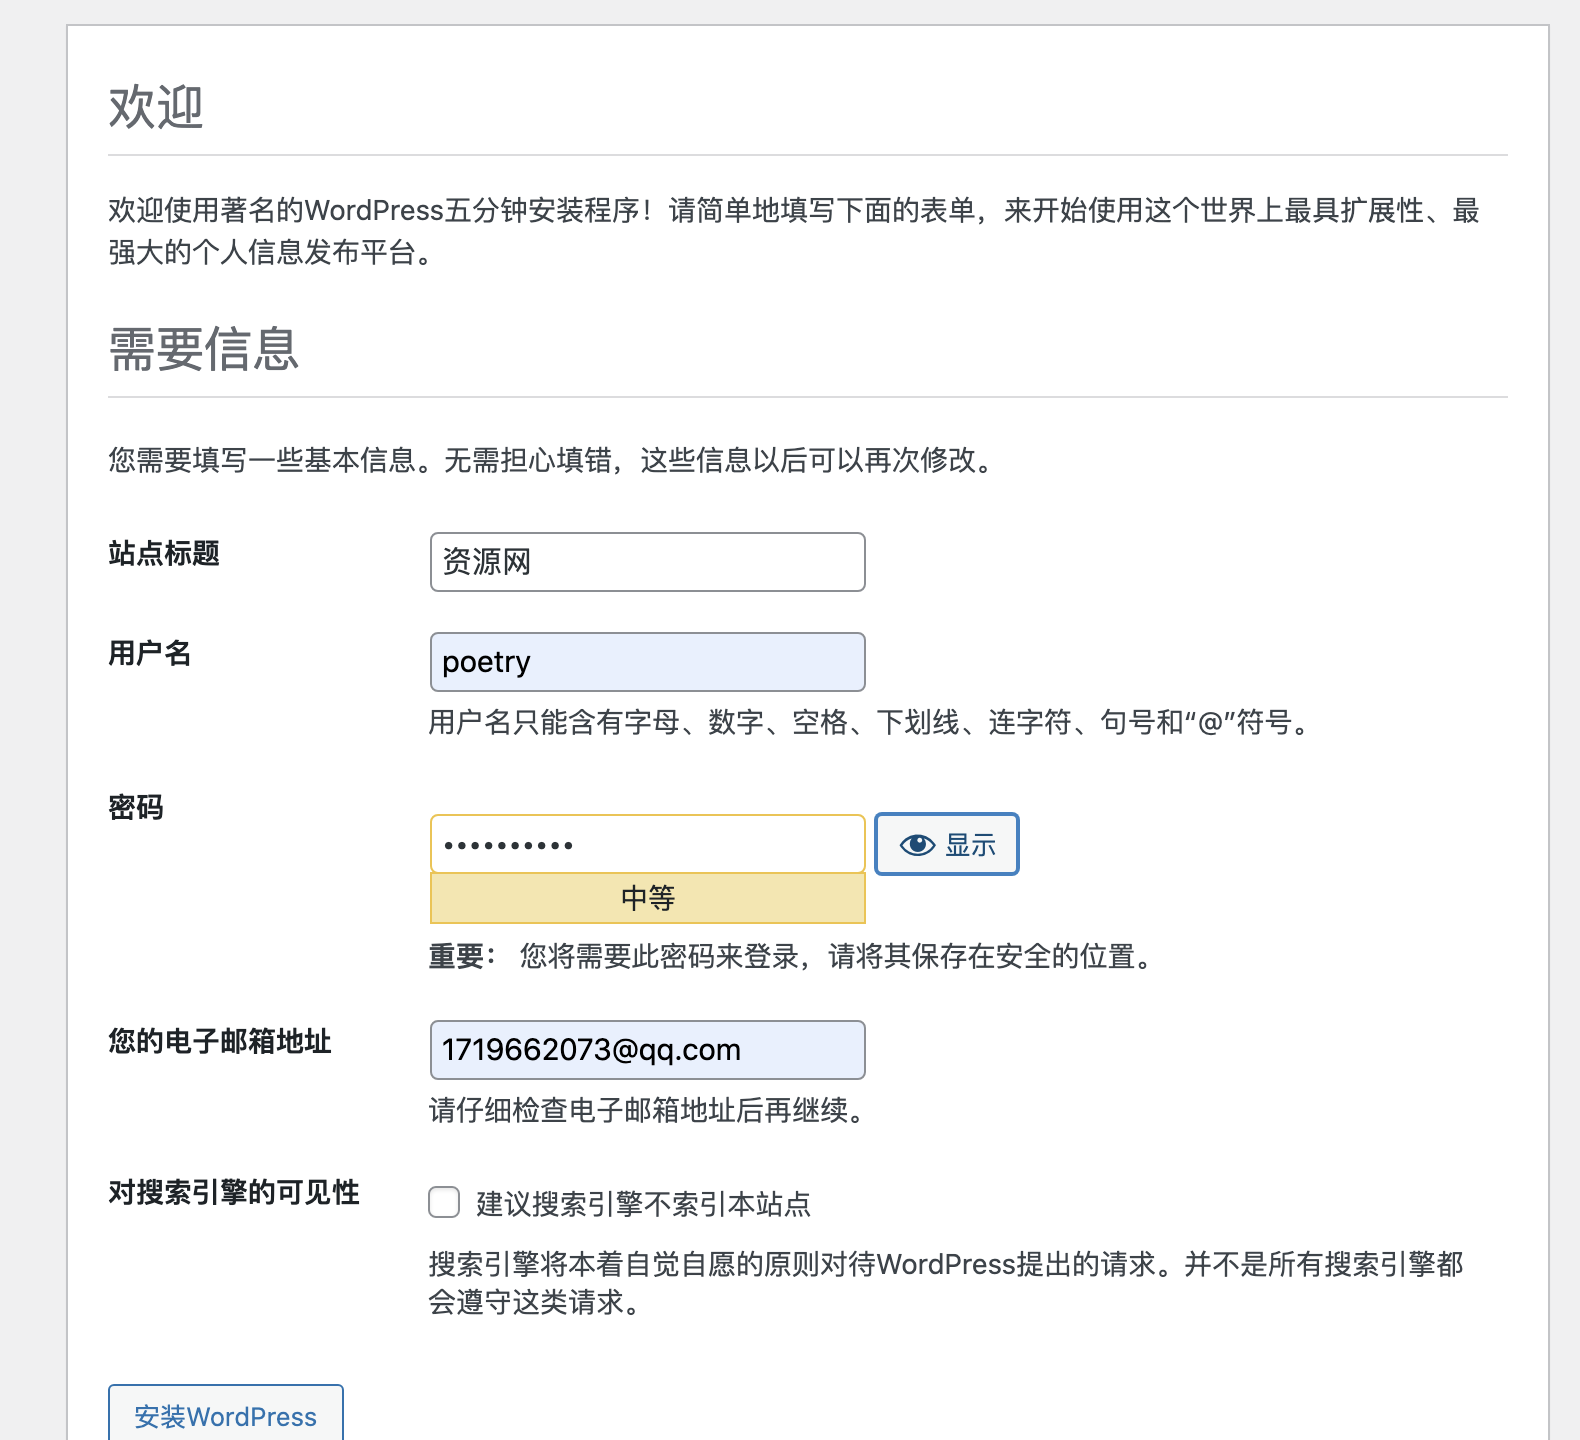 欢迎
欢迎使用著名的WordPress五分钟安装程序！请简单地填写下面的表单，来开始使用这个世界上最具扩展性、最
强大的个人信息发布平台。
需要信息
您需要填写一些基本信息。无需担心填错，这些信息以后可以再次修改。
站点标题
资源网
用户名
poetry
用户名只能含有字母、数字、空格、下划线、连字符、句号和“@”符号。
密码
••••••••••
显示
中等
重要： 您将需要此密码来登录，请将其保存在安全的位置。
您的电子邮箱地址
1719662073@qq.com
请仔细检查电子邮箱地址后再继续。
对搜索引擎的可见性
建议搜索引擎不索引本站点
搜索引擎将本着自觉自愿的原则对待WordPress提出的请求。并不是所有搜索引擎都
会遵守这类请求。
安装WordPress